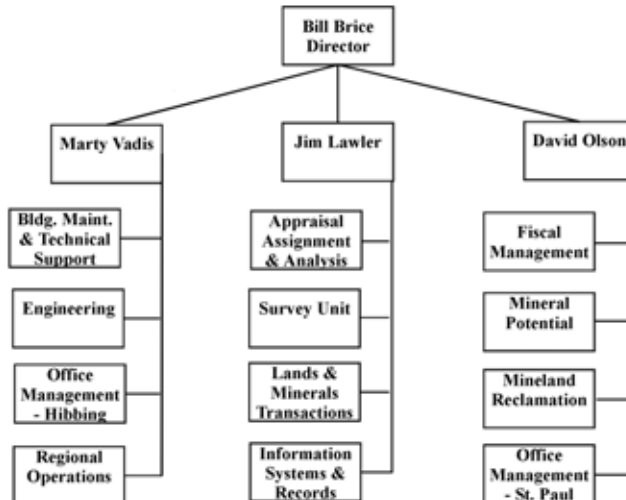 Bill Brice
Director
Marty Vadis
Jim Lawler
David Olson
Bldg. Maint.
& Technical
Support
Engineering
Office
Management
- Hibbing
Regional
Operations
Appraisal
Assignment
& Analysis
Survey Unit
Lands &
Minerals
Transactions
Information
Systems &
Records
Fiscal
Management
Mineral
Potential
Mineland
Reclamation
Office
Management
- St. Paul